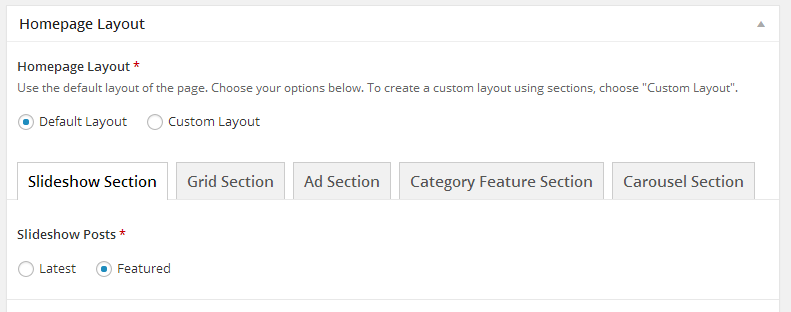 Homepage Layout
Homepage Layout *
Use the default layout of the page. Choose your options below. To create a custom layout using sections, choose "Custom Layout".
Default Layout Custom Layout
Slideshow Section Grid Section Ad Section Category Feature Section Carousel Section
Slideshow Posts *
Latest Featured